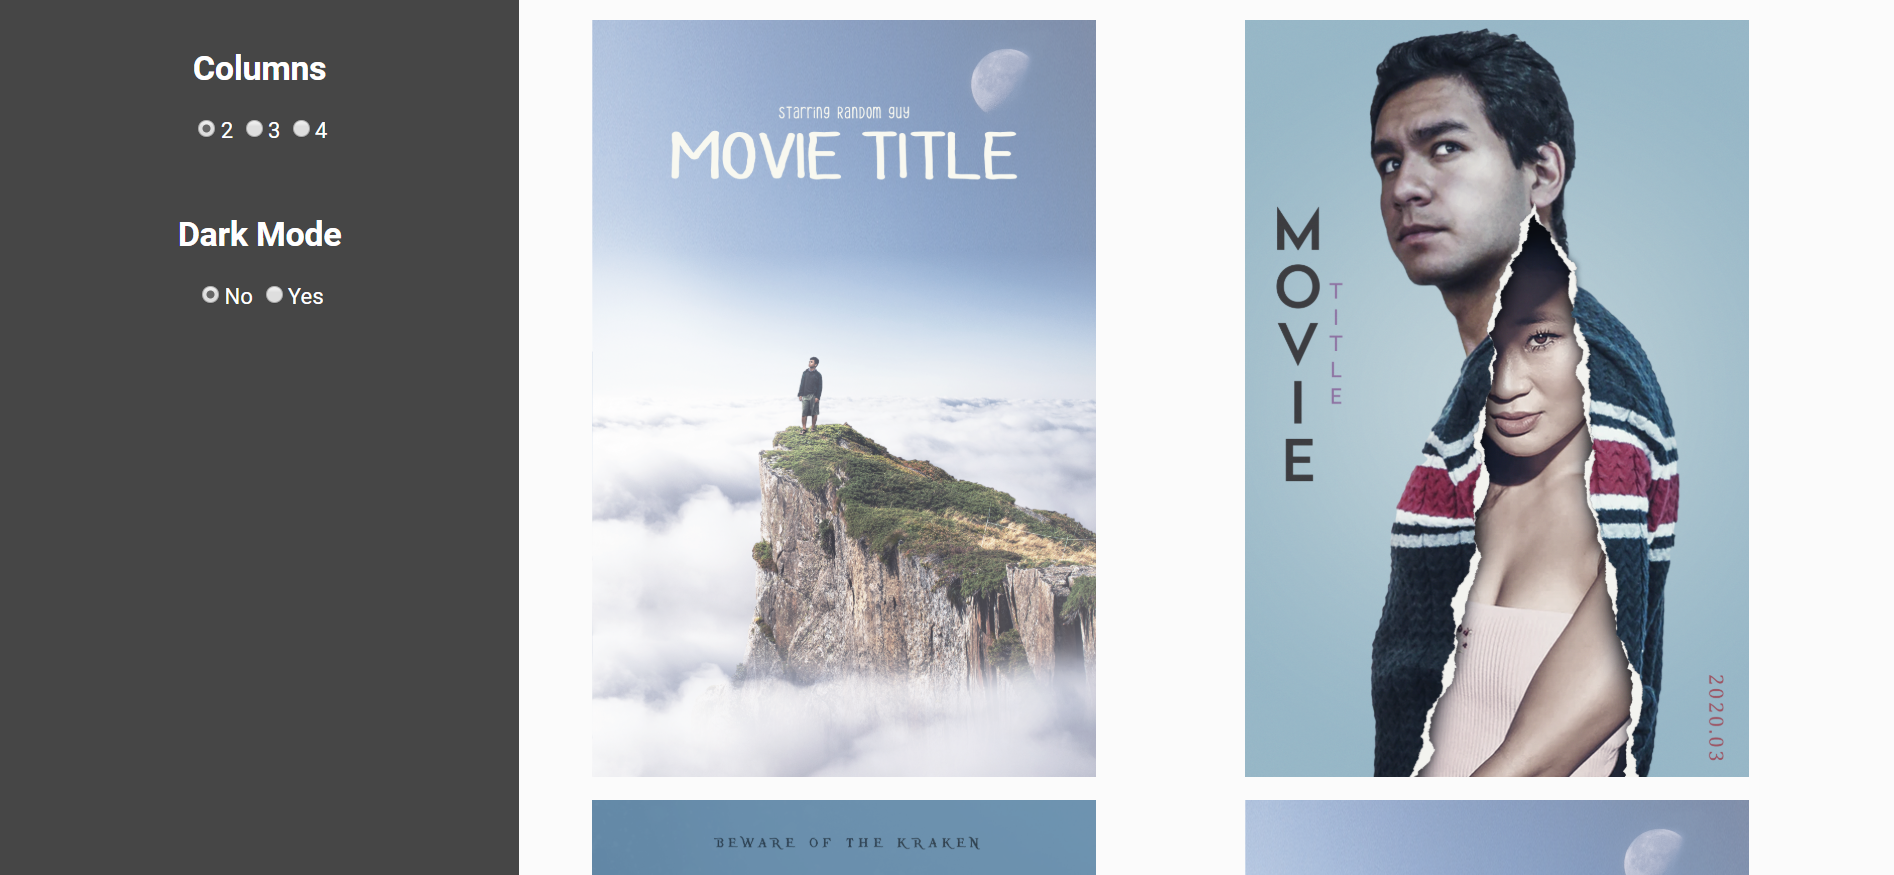 Columns
2 3 4
Dark Mode
No Yes
starring Random guy
MOVIE TITLE
MOVIE
TITLE
2020.03
BEWARE OF THE KRAKEN